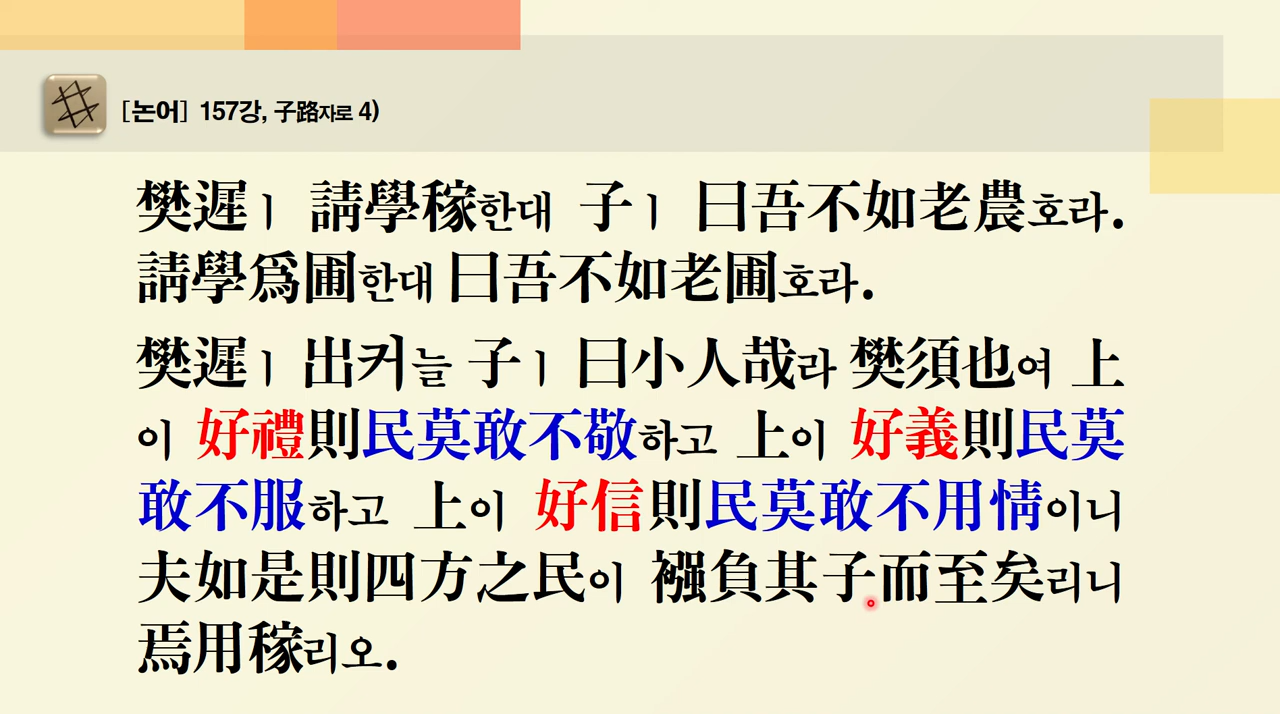 [논어] 157강, 子路자로 4)
樊遲ㅣ 請學稼한대 子ㅣ 曰吾不如老農호라.
請學爲圃한대 曰吾不如老圃호라.
樊遲ㅣ 出커늘 子ㅣ 曰小人哉라 樊須也여 上
이 好禮則民莫敢不敬하고 上이 好義則民莫
敢不服하고 上이 好信則民莫敢不用情이니
夫如是則四方之民이 襁負其子而至矣리니
焉用稼리오.